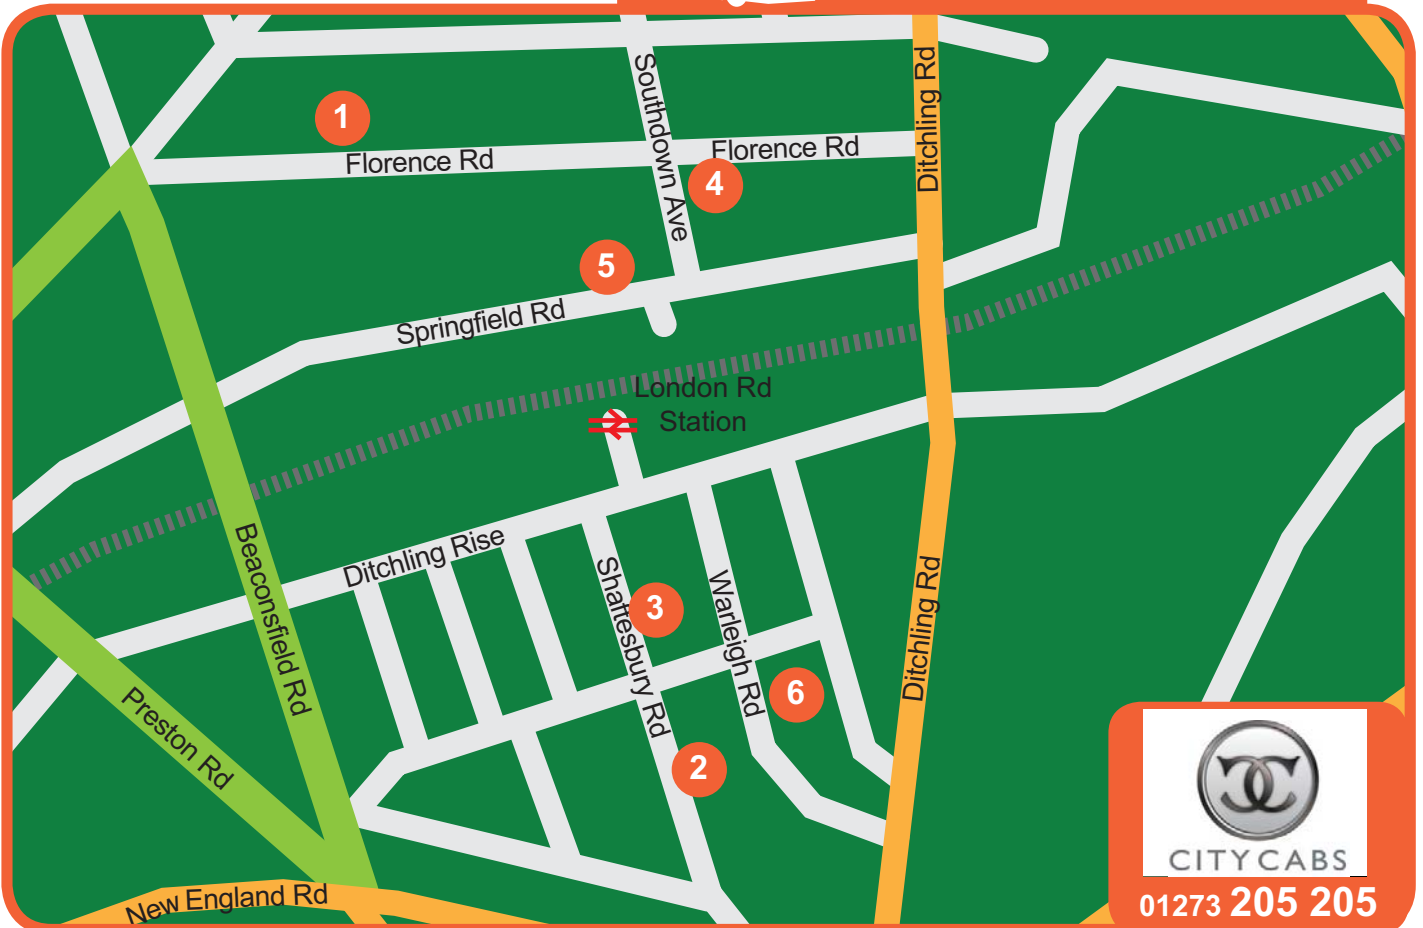 Southdown Ave
Ditchling Rd
1
Florence Rd
Florence Rd
4
5
Springfield Rd
London Rd
Station
Ditchling Rise
Beaconsfield Rd
Shaftesbury Rd
3
Warleigh Rd
Ditchling Rd
6
Preston Rd
2
New England Rd
CITY CABS
01273 205 205